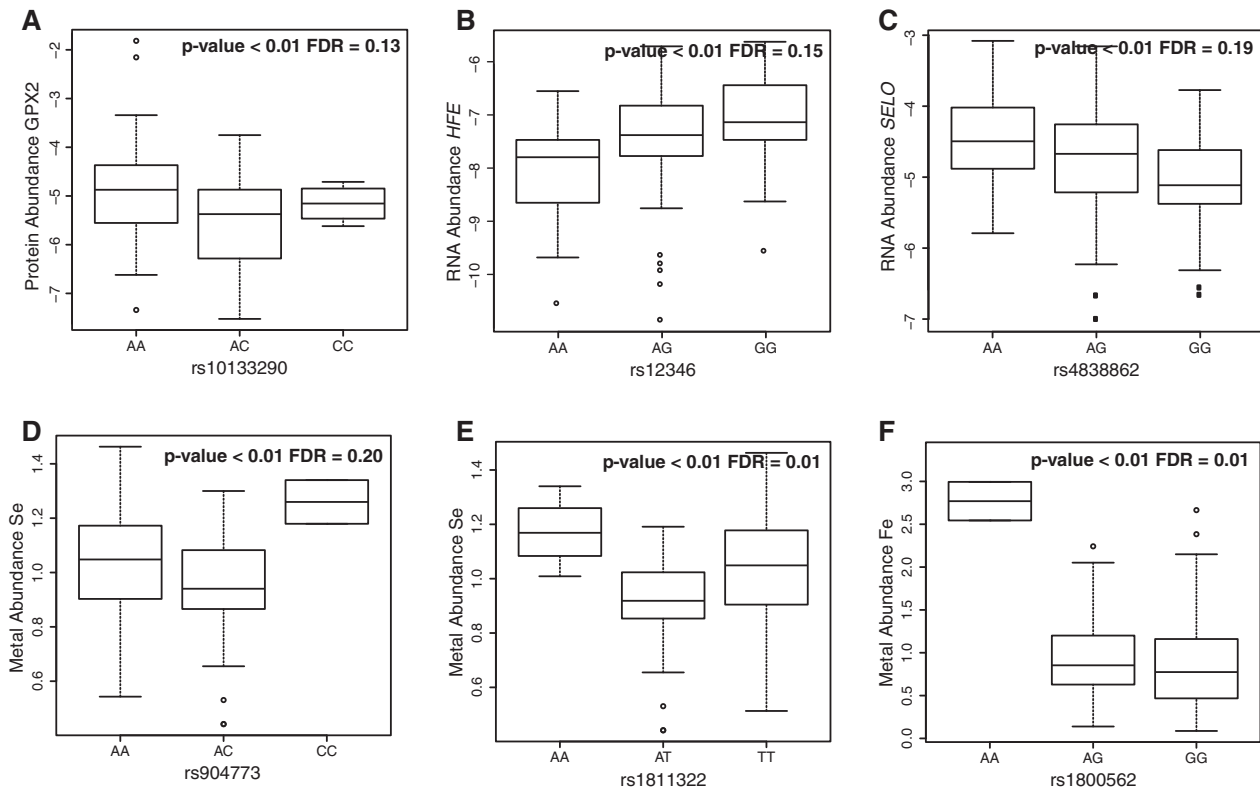 A
p-value < 0.01 FDR = 0.13
Protein Abundance GPX2
−2
−3
−4
−5
−6
−7
AA
AC
CC
rs10133290
B
p-value < 0.01 FDR = 0.15
RNA Abundance HFE
−6
−7
−8
−9
−10
AA
AG
GG
rs12346
C
p-value < 0.01 FDR = 0.19
RNA Abundance SELO
−3
−4
−5
−6
−7
AA
AG
GG
rs4838862
D
p-value < 0.01 FDR = 0.20
Metal Abundance Se
1.4
1.2
1.0
0.8
0.6
AA
AC
CC
rs904773
E
p-value < 0.01 FDR = 0.01
Metal Abundance Se
1.4
1.2
1.0
0.8
0.6
AA
AT
TT
rs1811322
F
p-value < 0.01 FDR = 0.01
Metal Abundance Fe
3.0
2.5
2.0
1.5
1.0
0.5
0.0
AA
AG
GG
rs1800562